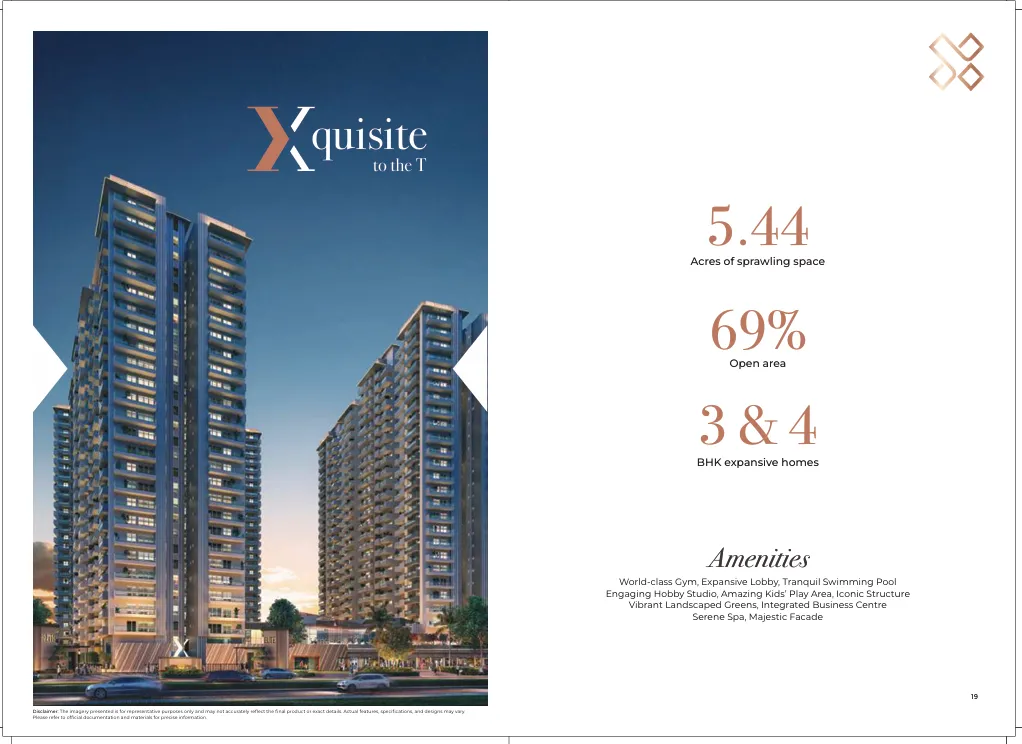 Xquisite
to the T
5.44
Acres of sprawling space
69%
Open area
3 & 4
BHK expansive homes
Amenities
World-class Gym, Expansive Lobby, Tranquil Swimming Pool
Engaging Hobby Studio, Amazing Kids' Play Area, Iconic Structure
Vibrant Landscaped Greens, Integrated Business Centre
Serene Spa, Majestic Facade
X
19
Disclaimer: The imagery presented is for representative purposes only and may not accurately reflect the final product or exact details. Actual features, specifications, and designs may vary.
Please refer to official documentation and materials for precise information.